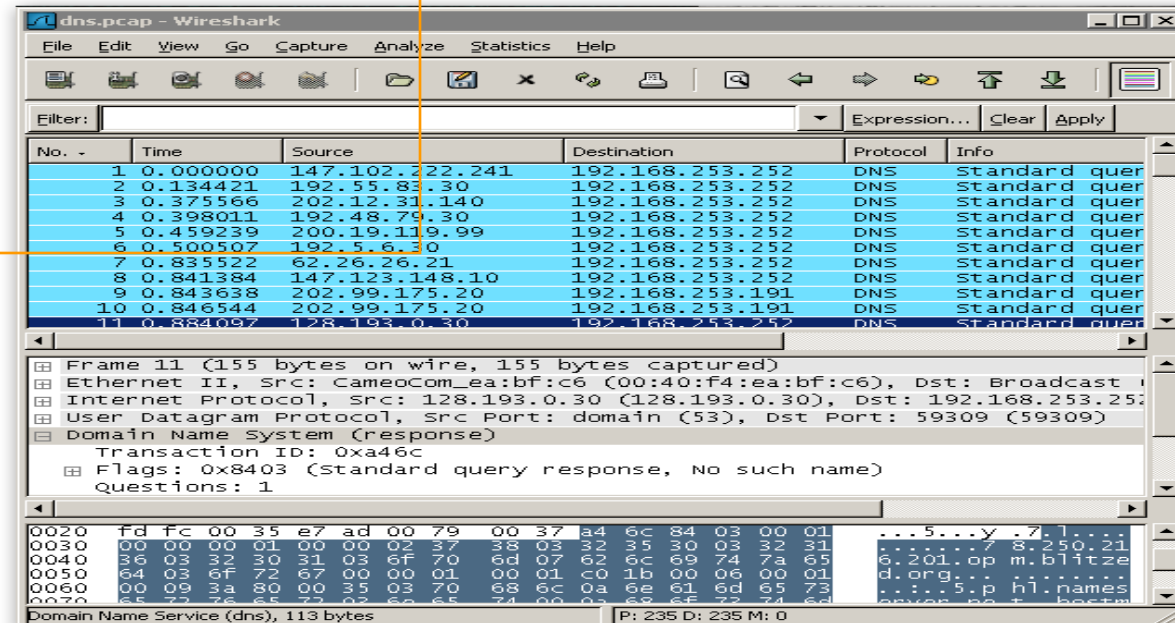 dns.pcap - Wireshark
File Edit View Go Capture Analyze Statistics Help
Filter: Expression... Clear Apply
No. - Time Source Destination Protocol Info
1 0.000000 147.102.222.241 192.168.253.252 DNS Standard quer
2 0.134421 192.55.83.30 192.168.253.252 DNS Standard quer
3 0.375566 202.12.31.140 192.168.253.252 DNS Standard quer
4 0.398011 192.48.79.30 192.168.253.252 DNS Standard quer
5 0.459239 200.19.119.99 192.168.253.252 DNS Standard quer
6 0.500507 192.5.6.30 192.168.253.252 DNS Standard quer
7 0.835522 62.26.26.21 192.168.253.252 DNS Standard quer
8 0.841384 147.123.148.10 192.168.253.252 DNS Standard quer
9 0.843638 202.99.175.20 192.168.253.191 DNS Standard quer
10 0.846544 202.99.175.20 192.168.253.191 DNS Standard quer
11 0.884097 128.193.0.30 192.168.253.252 DNS Standard quer
Frame 11 (155 bytes on wire, 155 bytes captured)
Ethernet II, Src: CameoCom_ea:bf:c6 (00:40:f4:ea:bf:c6), Dst: Broadcast
Internet Protocol, Src: 128.193.0.30 (128.193.0.30), Dst: 192.168.253.252
User Datagram Protocol, Src Port: domain (53), Dst Port: 59309 (59309)
Domain Name System (response)
Transaction ID: 0xa46c
Flags: 0x8403 (Standard query response, No such name)
Questions: 1
0020 fd fc 00 35 e7 ad 00 79 00 37 a4 6c 84 03 00 01 ...5...y .7.l....
0030 00 00 00 01 00 00 02 37 38 03 32 35 30 03 32 31 .......7 8.250.21
0040 36 03 32 30 31 03 6f 70 6d 07 62 6c 69 74 7a 65 6.201.op m.blitze
0050 64 03 6f 72 67 00 00 01 00 01 c0 1b 00 06 00 01 d.org... ........
0060 00 09 3a 80 00 35 03 70 68 6c 0a 6e 61 6d 65 73 ..:..5.p hl.names
0070
Domain Name Service (dns), 113 bytes P: 235 D: 235 M: 0